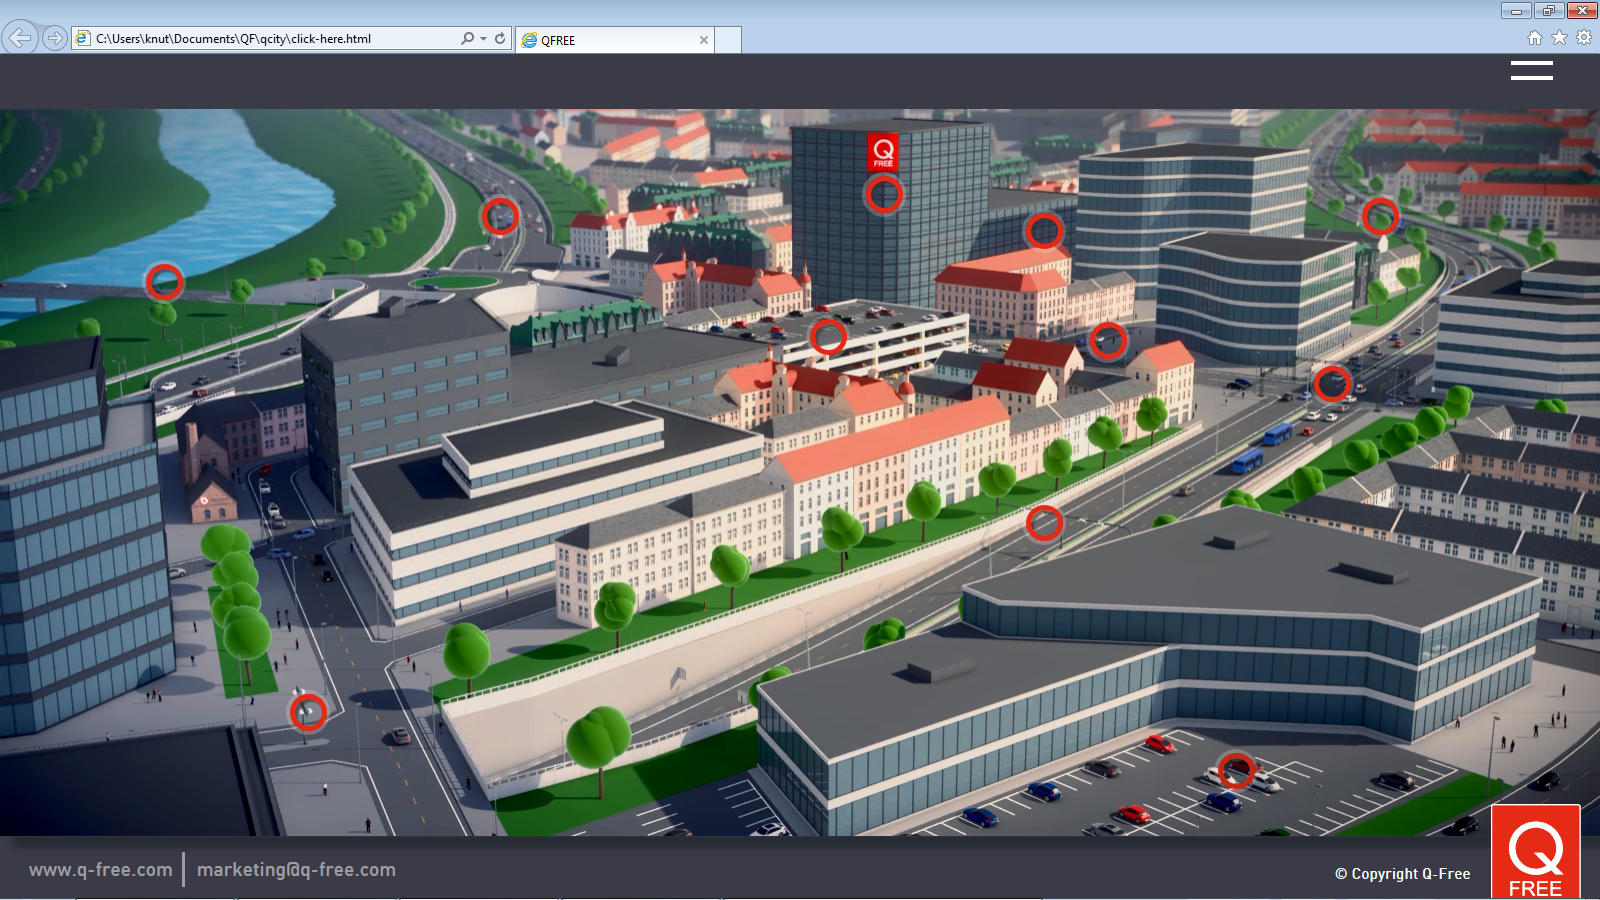 C:\Users\knut\Documents\QF\qcity\click-here.html
QFREE
Q
FREE
www.q-free.com
marketing@q-free.com
© Copyright Q-Free
Q
FREE